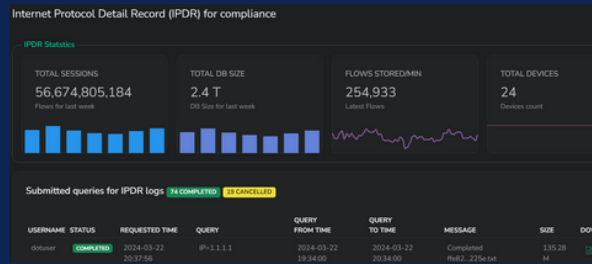 Internet Protocol Detail Record (IPDR) for compliance
IPDR Statistics
TOTAL SESSIONS TOTAL DB SIZE FLOWS STORED/MIN TOTAL DEVICES
56,674,805,184 2.4 T 254,933 24
Flows for last week DB Size for last week Latest Flows Devices count
Submitted queries for IPDR logs 74 COMPLETED 19 CANCELLED
USERNAME STATUS REQUESTED TIME QUERY QUERY FROM TIME QUERY TO TIME MESSAGE SIZE DOW
dotuser COMPLETED 2024-03-22 IP=1.1.1.1 2024-03-22 2024-03-22 Completed 135.28
20:37:56 19:34:00 20:34:00 ffe82...225c.txt M